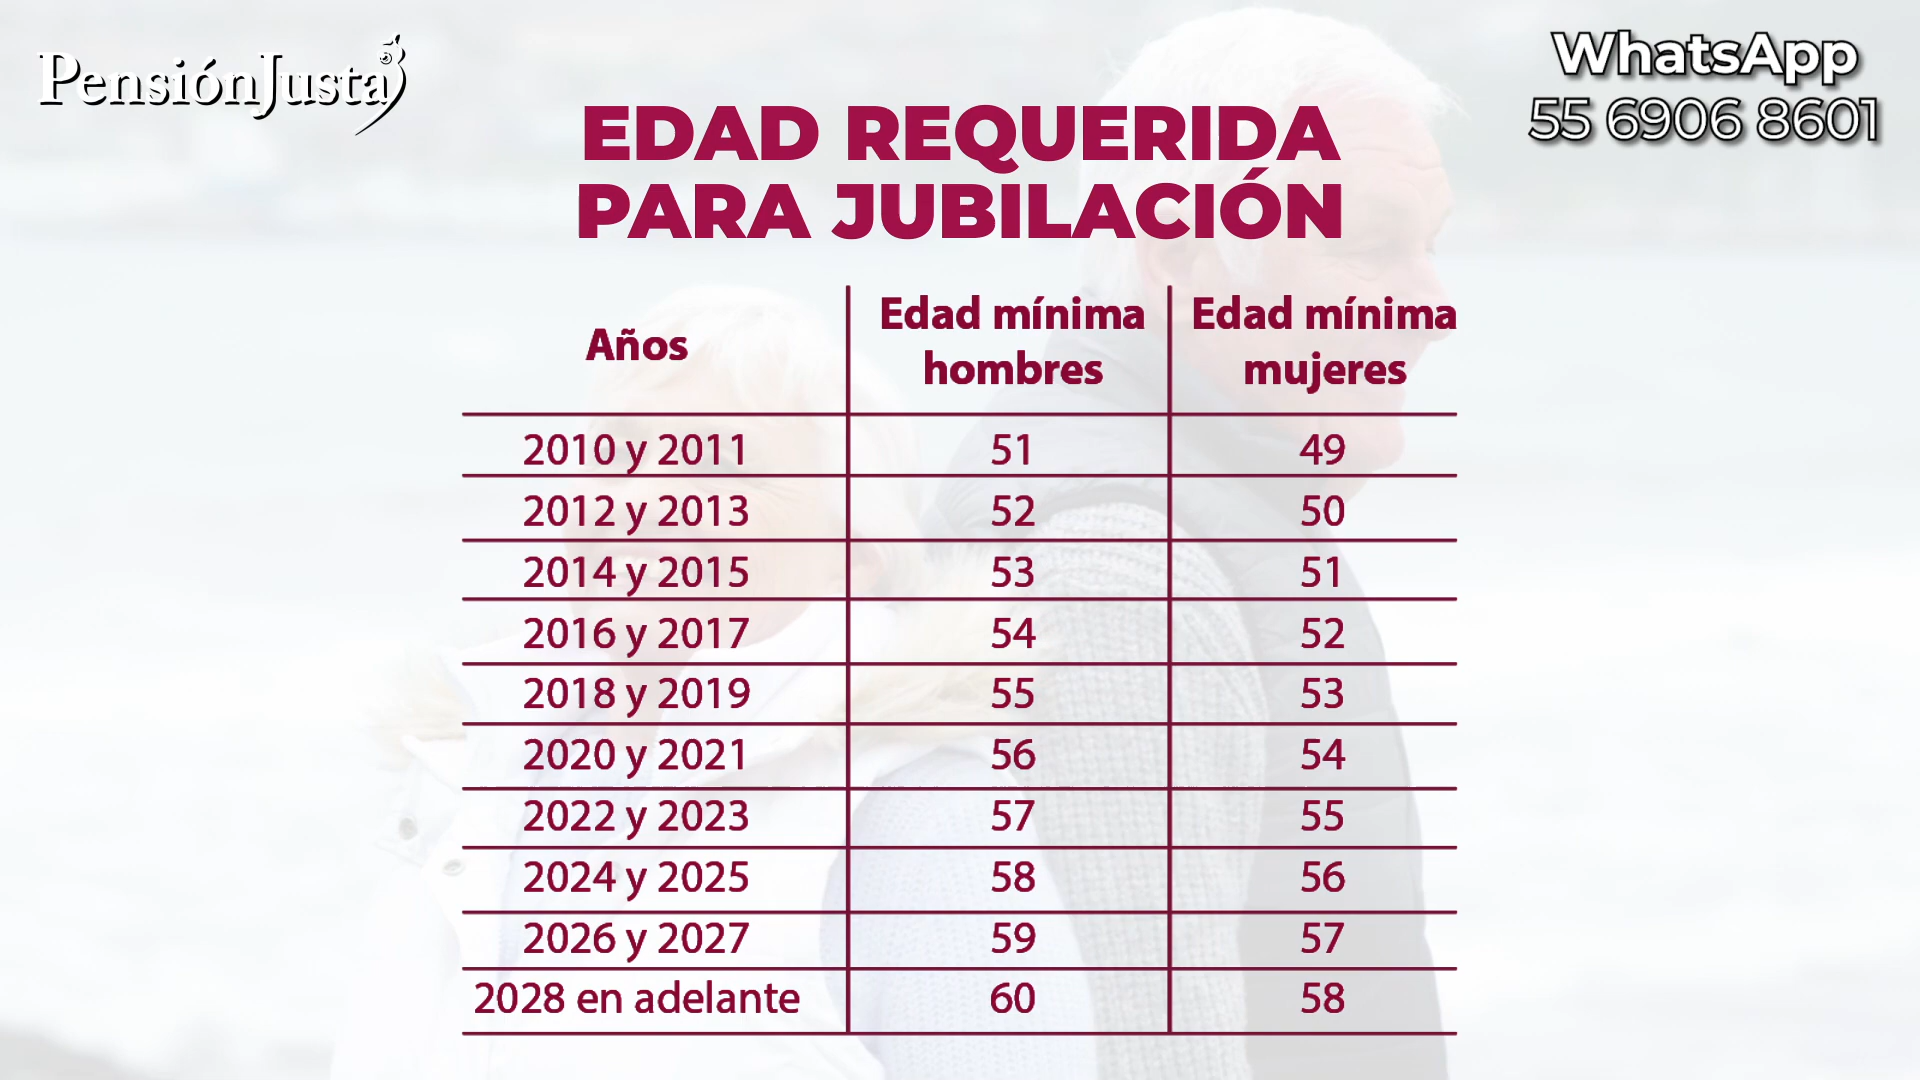 PensiónJusta
WhatsApp
55 6906 8601
EDAD REQUERIDA
PARA JUBILACIÓN
Años
Edad mínima
hombres
Edad mínima
mujeres
2010 y 2011 51 49
2012 y 2013 52 50
2014 y 2015 53 51
2016 y 2017 54 52
2018 y 2019 55 53
2020 y 2021 56 54
2022 y 2023 57 55
2024 y 2025 58 56
2026 y 2027 59 57
2028 en adelante 60 58